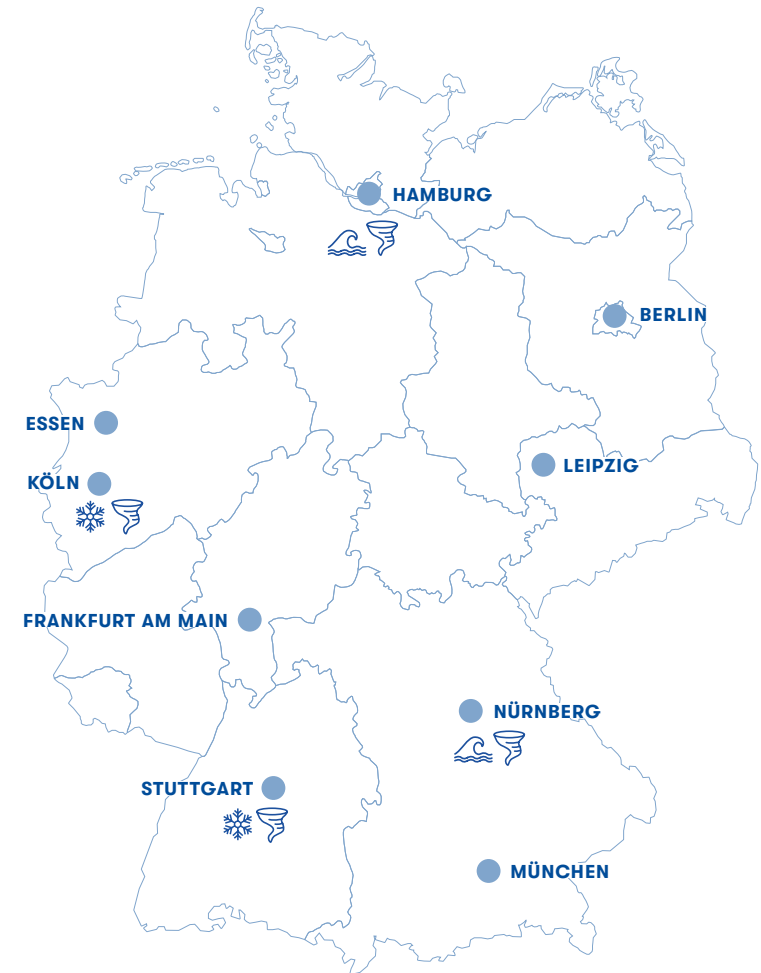 HAMBURG
BERLIN
ESSEN
LEIPZIG
KÖLN
FRANKFURT AM MAIN
NÜRNBERG
STUTTGART
MÜNCHEN